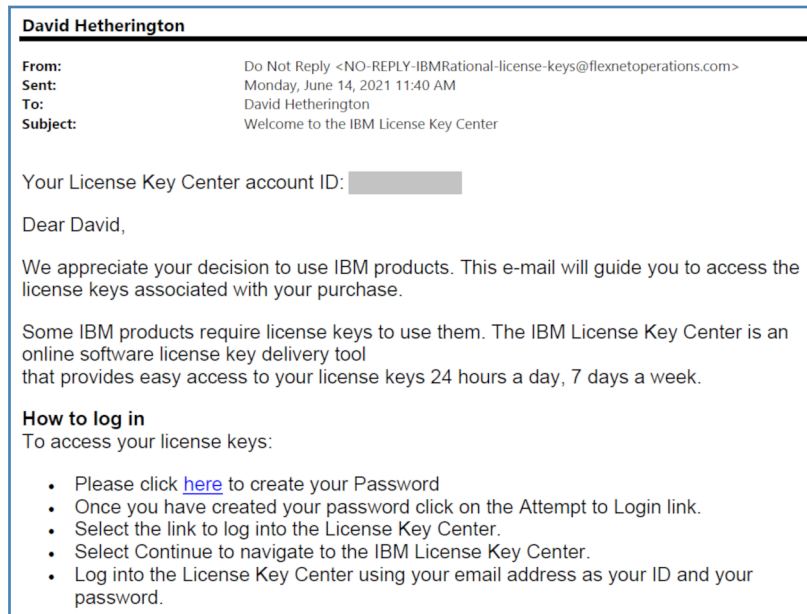 David Hetherington
From: Do Not Reply <NO-REPLY-IBMRational-license-keys@flexnetoperations.com>
Sent: Monday, June 14, 2021 11:40 AM
To: David Hetherington
Subject: Welcome to the IBM License Key Center
Your License Key Center account ID:
Dear David,
We appreciate your decision to use IBM products. This e-mail will guide you to access the
license keys associated with your purchase.
Some IBM products require license keys to use them. The IBM License Key Center is an
online software license key delivery tool
that provides easy access to your license keys 24 hours a day, 7 days a week.
How to log in
To access your license keys:
• Please click here to create your Password
• Once you have created your password click on the Attempt to Login link.
• Select the link to log into the License Key Center.
• Select Continue to navigate to the IBM License Key Center.
• Log into the License Key Center using your email address as your ID and your
password.